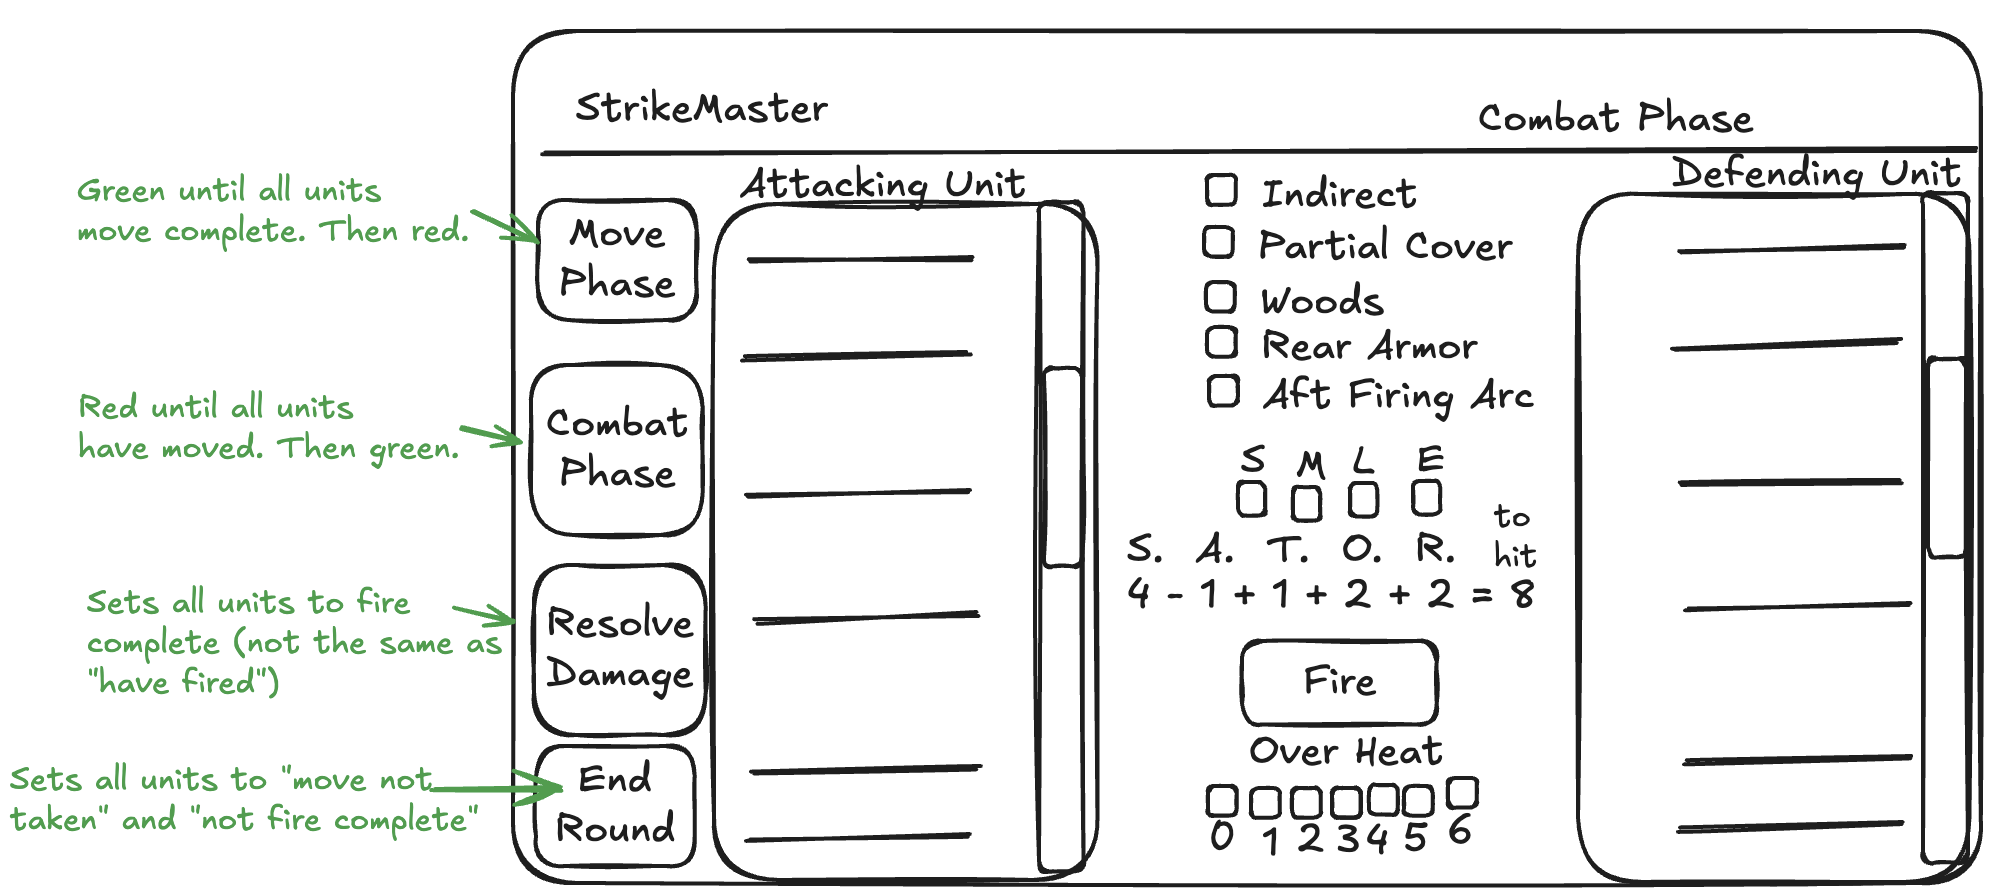 StrikeMaster
Combat Phase
Green until all units
move complete. Then red.
Move
Phase
Red until all units
have moved. Then green.
Combat
Phase
Sets all units to fire
complete (not the same as
"have fired")
Resolve
Damage
Sets all units to "move not
taken" and "not fire complete"
End
Round
Attacking Unit
Indirect
Partial Cover
Woods
Rear Armor
Aft Firing Arc
S M L E
S. A. T. O. R. to
hit
4 - 1 + 1 + 2 + 2 = 8
Fire
Over Heat
0 1 2 3 4 5 6
Defending Unit